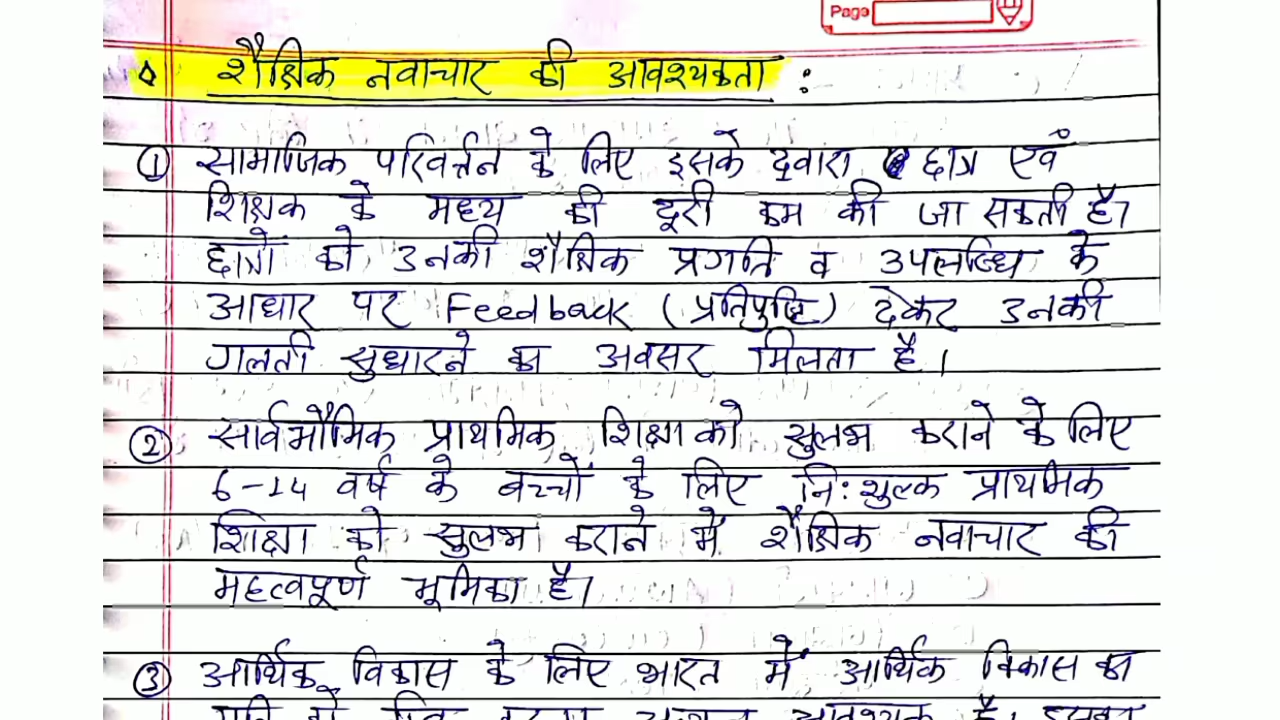 Page
शैक्षिक नवाचार की आवश्यकता :
① सामाजिक परिवर्तन के लिए इसके द्वारा छात्र एवं
शिक्षक के मध्य की दूरी कम की जा सकती है।
छात्रों को उनकी शैक्षिक प्रगति व उपलब्धि के
आधार पर Feedback (प्रतिपुष्टि) देकर उनकी
गलती सुधारने का अवसर मिलता है।
② सार्वभौमिक प्राथमिक शिक्षा को सुलभ कराने के लिए
6-14 वर्ष के बच्चों के लिए निःशुल्क प्राथमिक
शिक्षा को सुलभ कराने में शैक्षिक नवाचार की
महत्वपूर्ण भूमिका है।
③ आर्थिक विकास के लिए भारत में आर्थिक विकास का